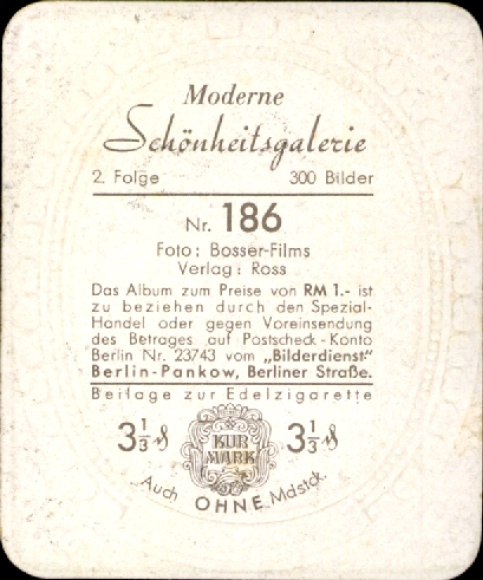 Moderne
Schönheitsgalerie
2. Folge 300 Bilder
Nr. 186
Foto: Bosser-Films
Verlag: Ross
Das Album zum Preise von RM 1.- ist
zu beziehen durch den Spezial-
Handel oder gegen Voreinsendung
des Betrages auf Postscheck-Konto
Berlin Nr. 23743 vom „Bilderdienst“
Berlin-Pankow, Berliner Straße.
Beilage zur Edelzigarette
3⅓ ₰ KUR MARK 3⅓ ₰
Auch OHNE Mdstck.